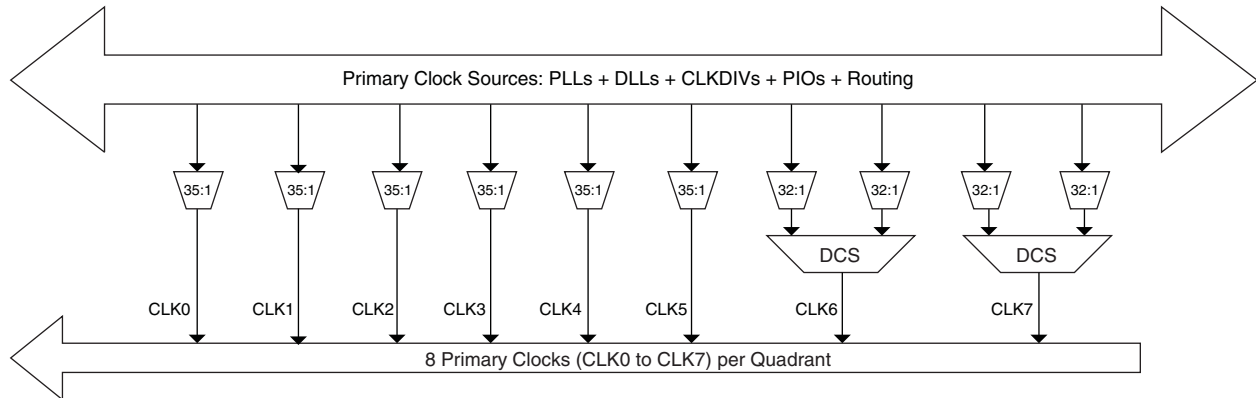 Primary Clock Sources: PLLs + DLLs + CLKDIVs + PIOs + Routing
35:1 35:1 35:1 35:1 35:1 35:1 32:1 32:1 32:1 32:1
DCS DCS
CLK0 CLK1 CLK2 CLK3 CLK4 CLK5 CLK6 CLK7
8 Primary Clocks (CLK0 to CLK7) per Quadrant